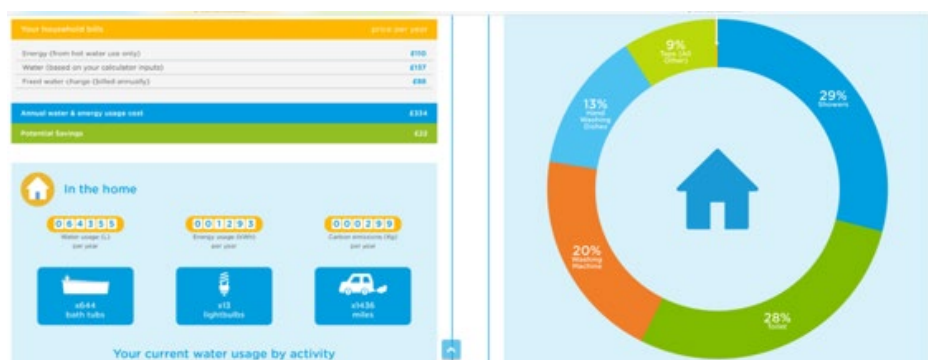 Your household bills price per year
Energy (from hot water use only) £110
Water (based on your calculator inputs) £157
Fixed water charge (billed annually)
Annual water & energy usage cost £334
Potential Savings
In the home
064355
Water usage (L)
per year
001293
Energy usage (kWh)
per year
000299
Carbon emissions (Kg)
per year
x644
bath tubs
x13
lightbulbs
x1436
miles
Your current water usage by activity
9%
Taps (All
Other)
29%
Showers
13%
Hand
Washing
Dishes
20%
Washing
Machine
28%
Toilet